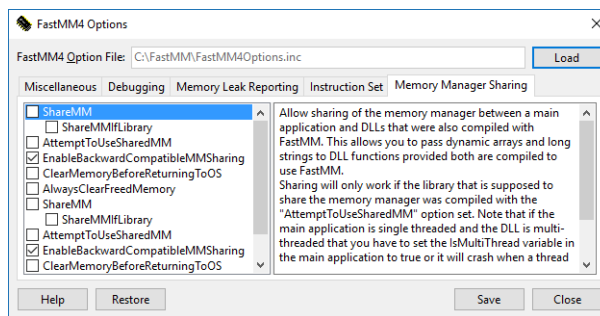 FastMM4 Options
FastMM4 Option File: C:\FastMM\FastMM4Options.inc Load
Miscellaneous Debugging Memory Leak Reporting Instruction Set Memory Manager Sharing
ShareMM
ShareMMIfLibrary
AttemptToUseSharedMM
EnableBackwardCompatibleMMSharing
ClearMemoryBeforeReturningToOS
AlwaysClearFreedMemory
ShareMM
ShareMMIfLibrary
AttemptToUseSharedMM
EnableBackwardCompatibleMMSharing
ClearMemoryBeforeReturningToOS
Allow sharing of the memory manager between a main
application and DLLs that were also compiled with
FastMM. This allows you to pass dynamic arrays and long
strings to DLL functions provided both are compiled to
use FastMM.
Sharing will only work if the library that is supposed to
share the memory manager was compiled with the
"AttemptToUseSharedMM" option set. Note that if the
main application is single threaded and the DLL is multi-
threaded that you have to set the IsMultiThread variable in
the main application to true or it will crash when a thread
Help Restore Save Close